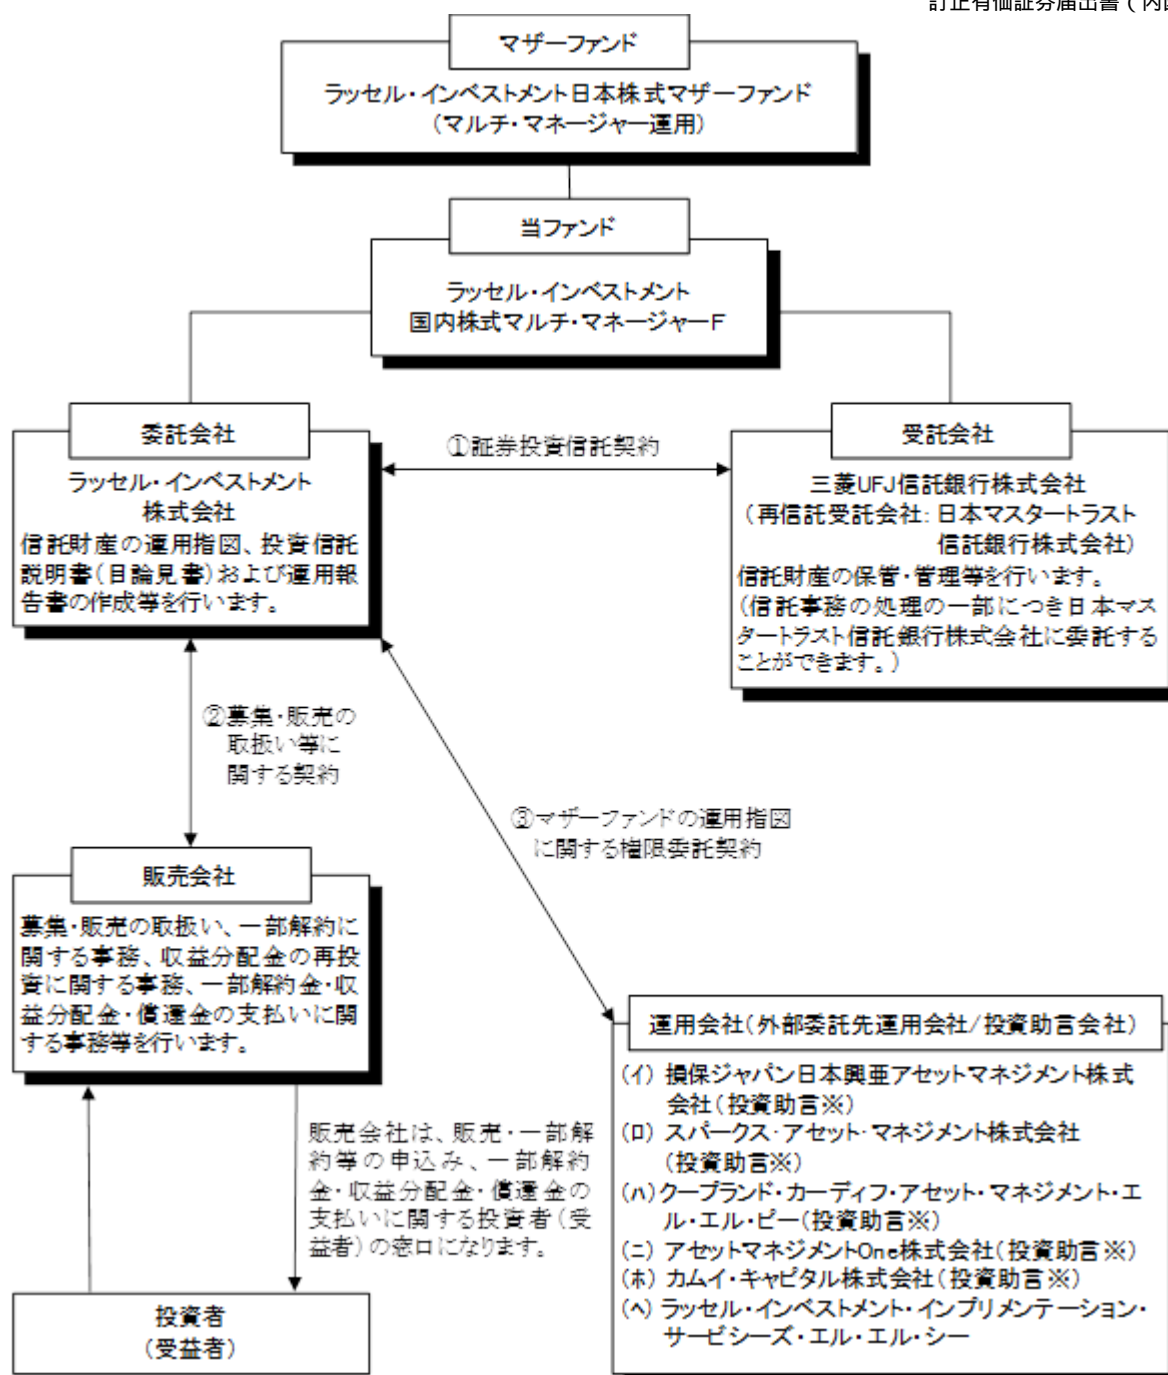 訂正有価証券届出書(内国
マザーファンド
ラッセル・インベストメント日本株式マザーファンド
(マルチ・マネージャー運用)
当ファンド
ラッセル・インベストメント
国内株式マルチ・マネージャーF
委託会社
ラッセル・インベストメント
株式会社
信託財産の運用指図、投資信託
説明書(目論見書)および運用報
告書の作成等を行います。
①証券投資信託契約
受託会社
三菱UFJ信託銀行株式会社
(再信託受託会社:日本マスタートラスト
信託銀行株式会社)
信託財産の保管・管理等を行います。
(信託事務の処理の一部につき日本マス
タートラスト信託銀行株式会社に委託する
ことができます。)
②募集・販売の
取扱い等に
関する契約
③マザーファンドの運用指図
に関する権限委託契約
販売会社
募集・販売の取扱い、一部解約に
関する事務、収益分配金の再投
資に関する事務、一部解約金・収
益分配金・償還金の支払いに関
する事務等を行います。
販売会社は、販売・一部解
約等の申込み、一部解約
金・収益分配金・償還金の
支払いに関する投資者(受
益者)の窓口になります。
投資者
(受益者)
運用会社(外部委託先運用会社/投資助言会社)
(イ) 損保ジャパン日本興亜アセットマネジメント株式
会社(投資助言※)
(ロ) スパークス・アセット・マネジメント株式会社
(投資助言※)
(ハ)クープランド・カーディフ・アセット・マネジメント・エ
ル・エル・ピー(投資助言※)
(ニ) アセットマネジメントOne株式会社(投資助言※)
(ホ) カムイ・キャピタル株式会社(投資助言※)
(ヘ) ラッセル・インベストメント・インプリメンテーション・
サービシーズ・エル・エル・シー